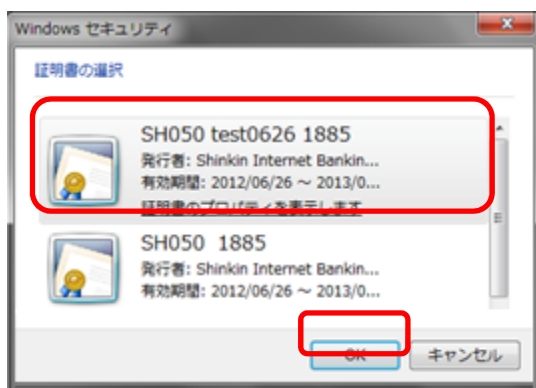 Windows セキュリティ
証明書の選択
SH050 test0626 1885
発行者: Shinkin Internet Bankin...
有効期間: 2012/06/26 ～ 2013/0...
証明書のプロパティを表示します
SH050 1885
発行者: Shinkin Internet Bankin...
有効期間: 2012/06/26 ～ 2013/0...
OK
キャンセル